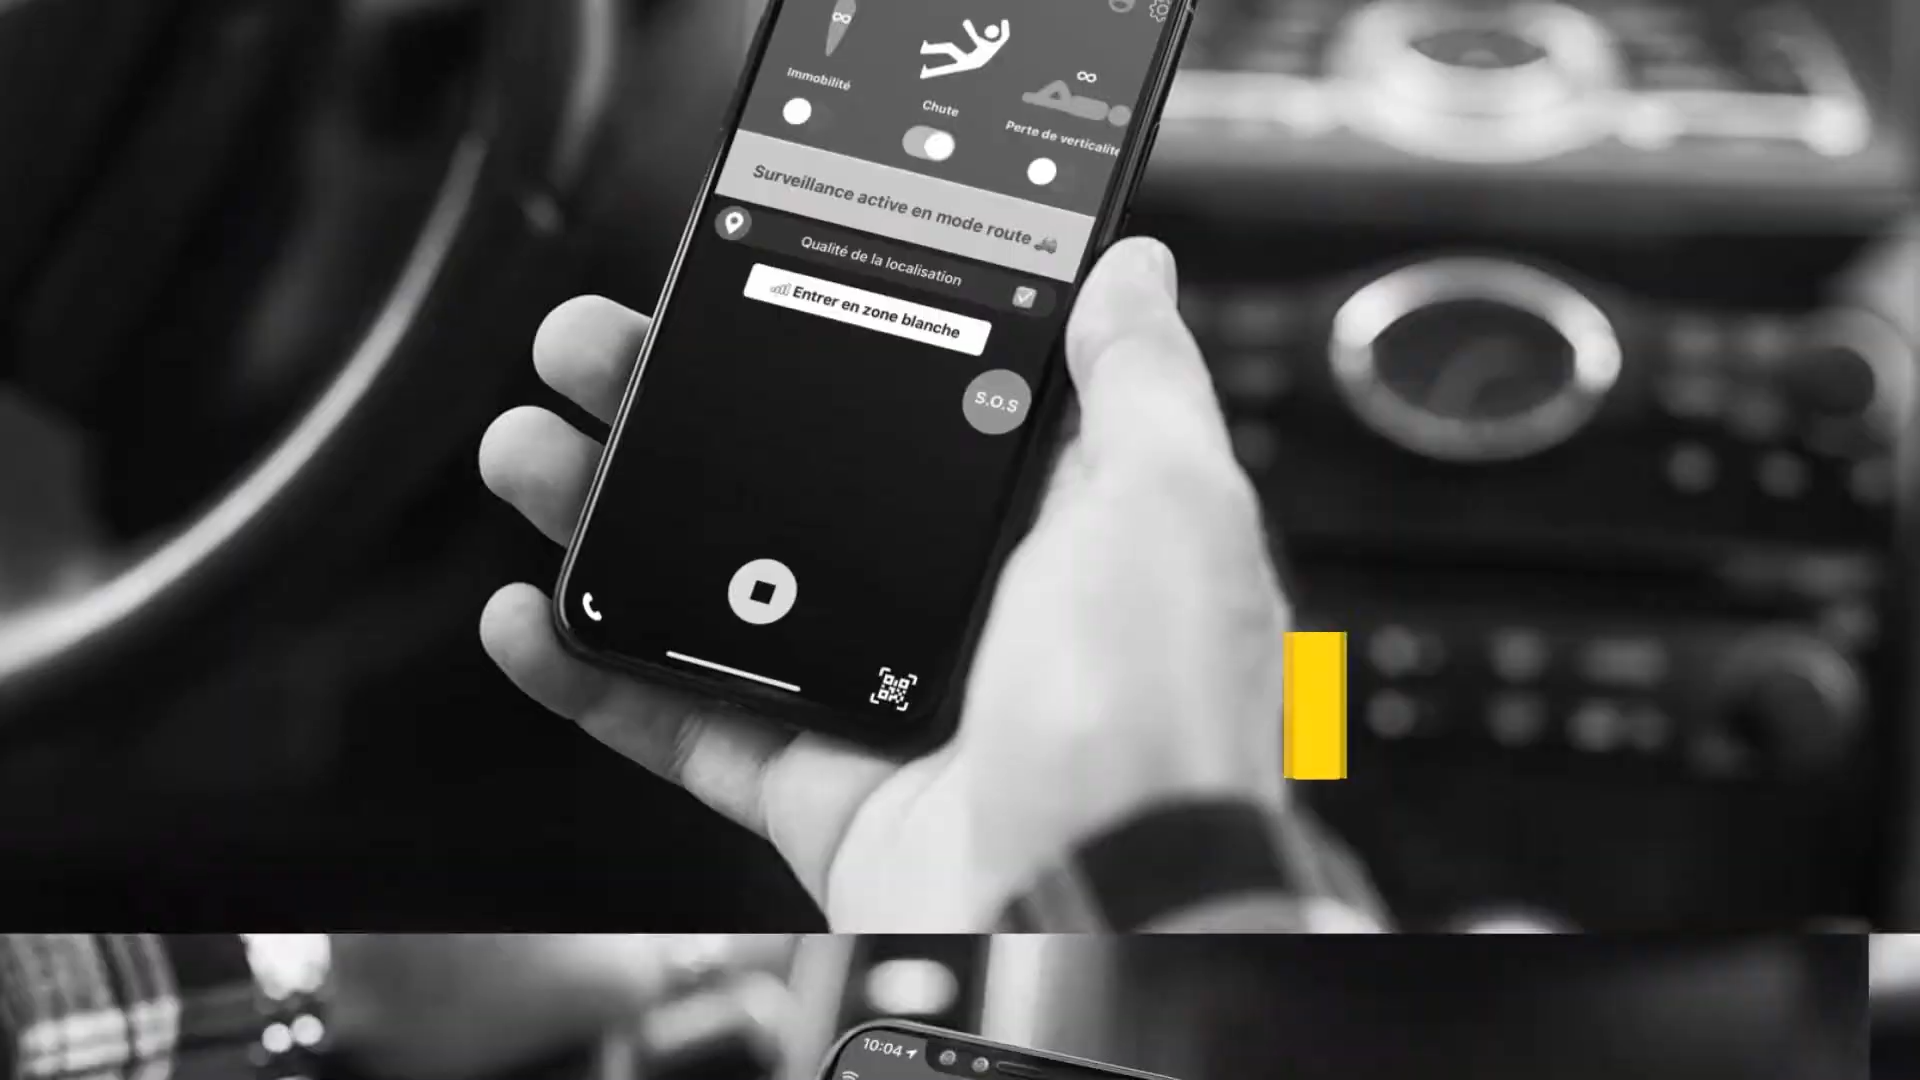 Immobilité
Chute
Perte de verticalité
Surveillance active en mode route
Qualité de la localisation
Entrer en zone blanche
S.O.S
10:04